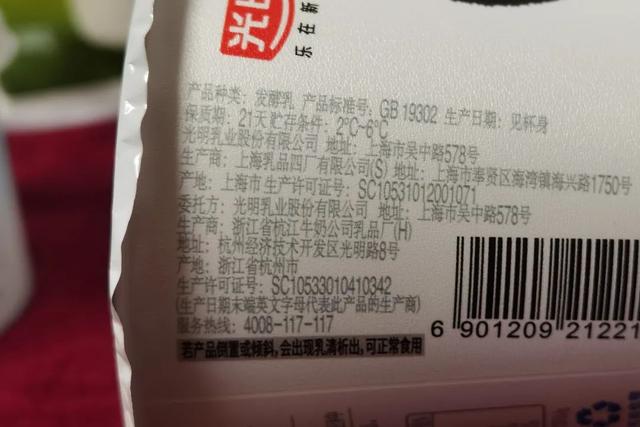 光明
乐在新
产品种类：发酵乳 产品标准号：GB 19302 生产日期：见杯身
保质期：21天 贮存条件：2°C~6°C
光明乳业股份有限公司 地址：上海市吴中路578号
生产商：上海乳品四厂有限公司(S) 地址：上海市奉贤区海湾镇海兴路1750号
产地：上海市 生产许可证号：SC10531012001071
委托方：光明乳业股份有限公司 地址：上海市吴中路578号
生产商：浙江省杭江牛奶公司乳品厂(H)
地址：杭州经济技术开发区光明路8号
产地：浙江省杭州市
生产许可证号：SC10533010410342
(生产日期末端英文字母代表此产品的生产商)
服务热线：4008-117-117
若产品倒置或倾斜,会出现乳清析出,可正常食用
6 901209 21221